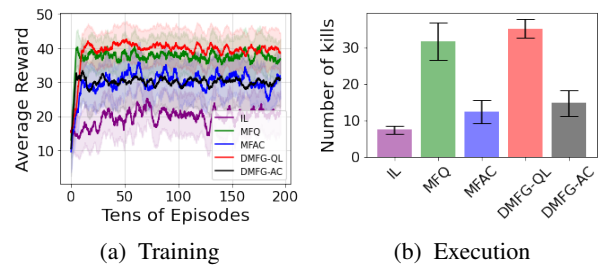 Average Reward
50
40
30
20
10
0
50
100
150
200
Tens of Episodes
IL
MFQ
MFAC
DMFG-QL
DMFG-AC
(a) Training
Number of kills
30
20
10
0
IL
MFQ
MFAC
DMFG-QL
DMFG-AC
(b) Execution